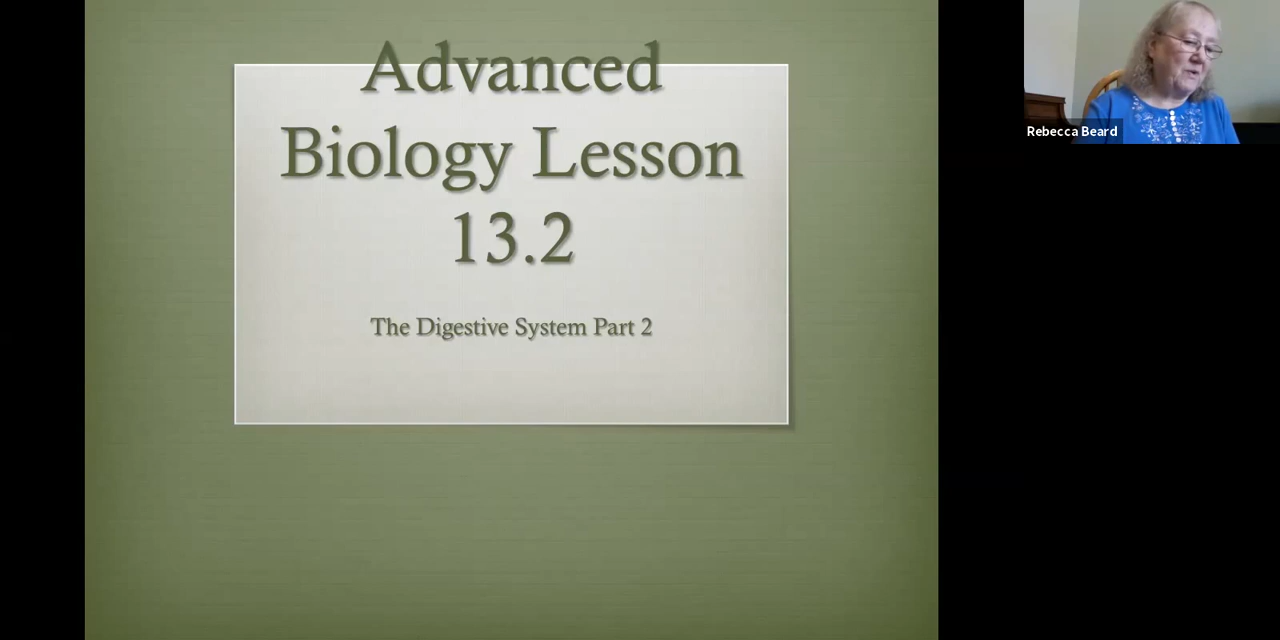 Advanced
Biology Lesson
13.2
The Digestive System Part 2
Rebecca Beard